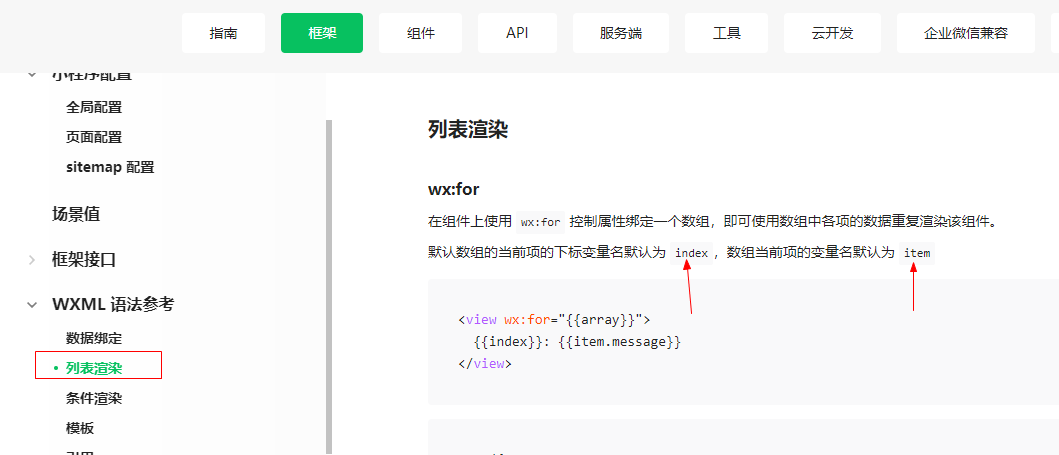 指南 框架 组件 API 服务端 工具 云开发 企业微信兼容
小程序配置
全局配置
页面配置
sitemap 配置
场景值
框架接口
WXML 语法参考
数据绑定
• 列表渲染
条件渲染
模板
列表渲染
wx:for
在组件上使用 wx:for 控制属性绑定一个数组，即可使用数组中各项的数据重复渲染该组件。
默认数组的当前项的下标变量名默认为 index ，数组当前项的变量名默认为 item
<view wx:for="{{array}}">
{{index}}: {{item.message}}
</view>